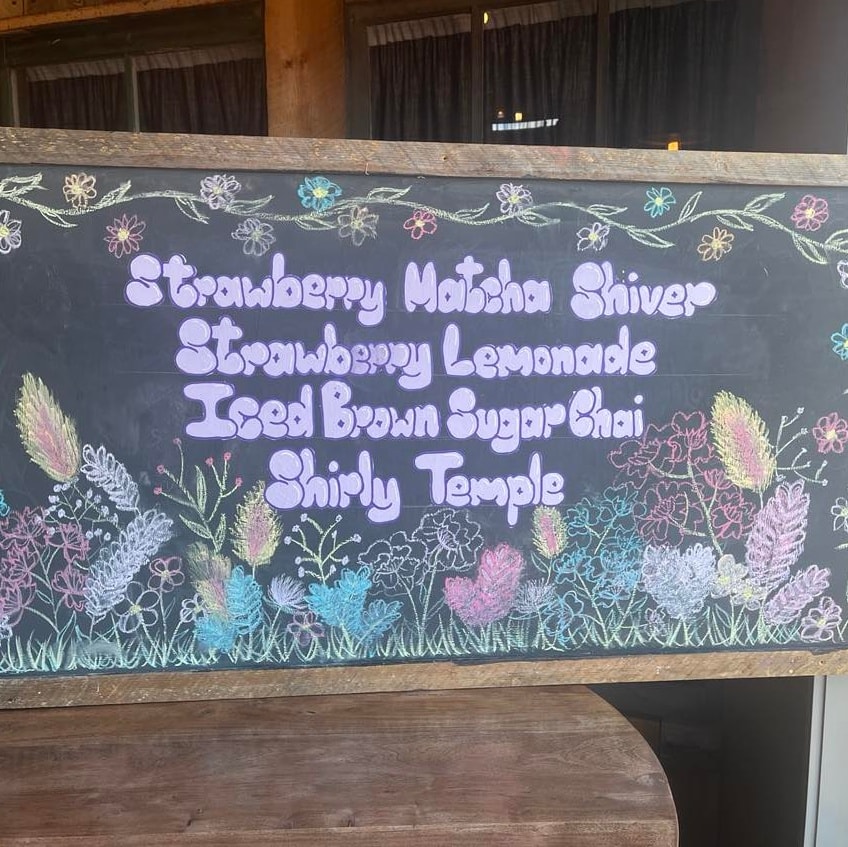 Strawberry Matcha Shiver
Strawberry Lemonade
Iced Brown Sugar Chai
Shirly Temple